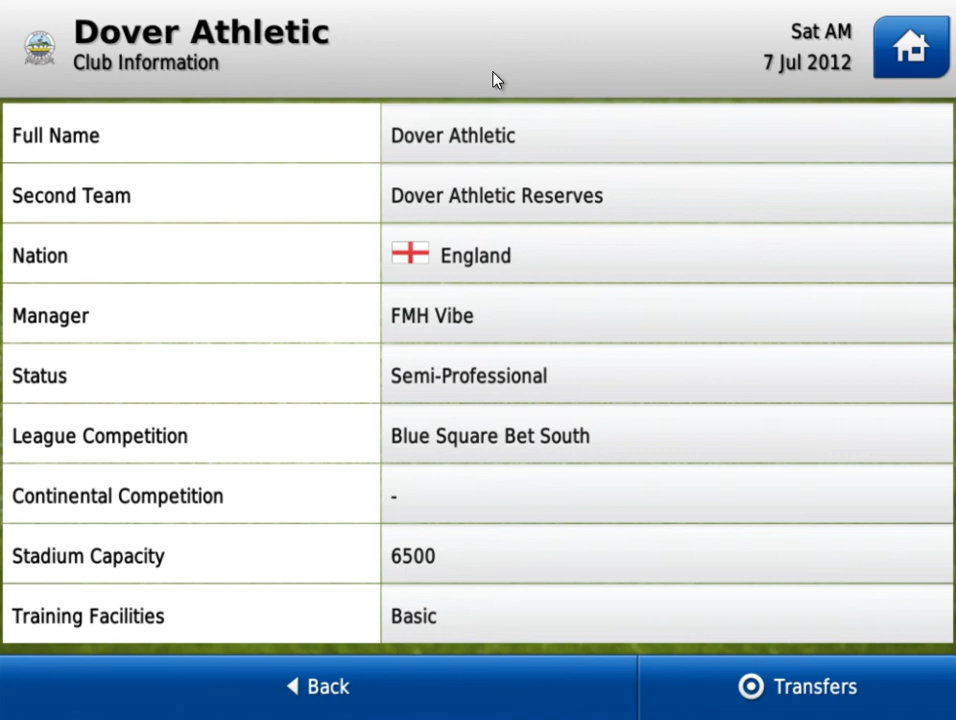 Dover Athletic
Club Information
Sat AM
7 Jul 2012
Full Name Dover Athletic
Second Team Dover Athletic Reserves
Nation England
Manager FMH Vibe
Status Semi-Professional
League Competition Blue Square Bet South
Continental Competition -
Stadium Capacity 6500
Training Facilities Basic
Back
Transfers